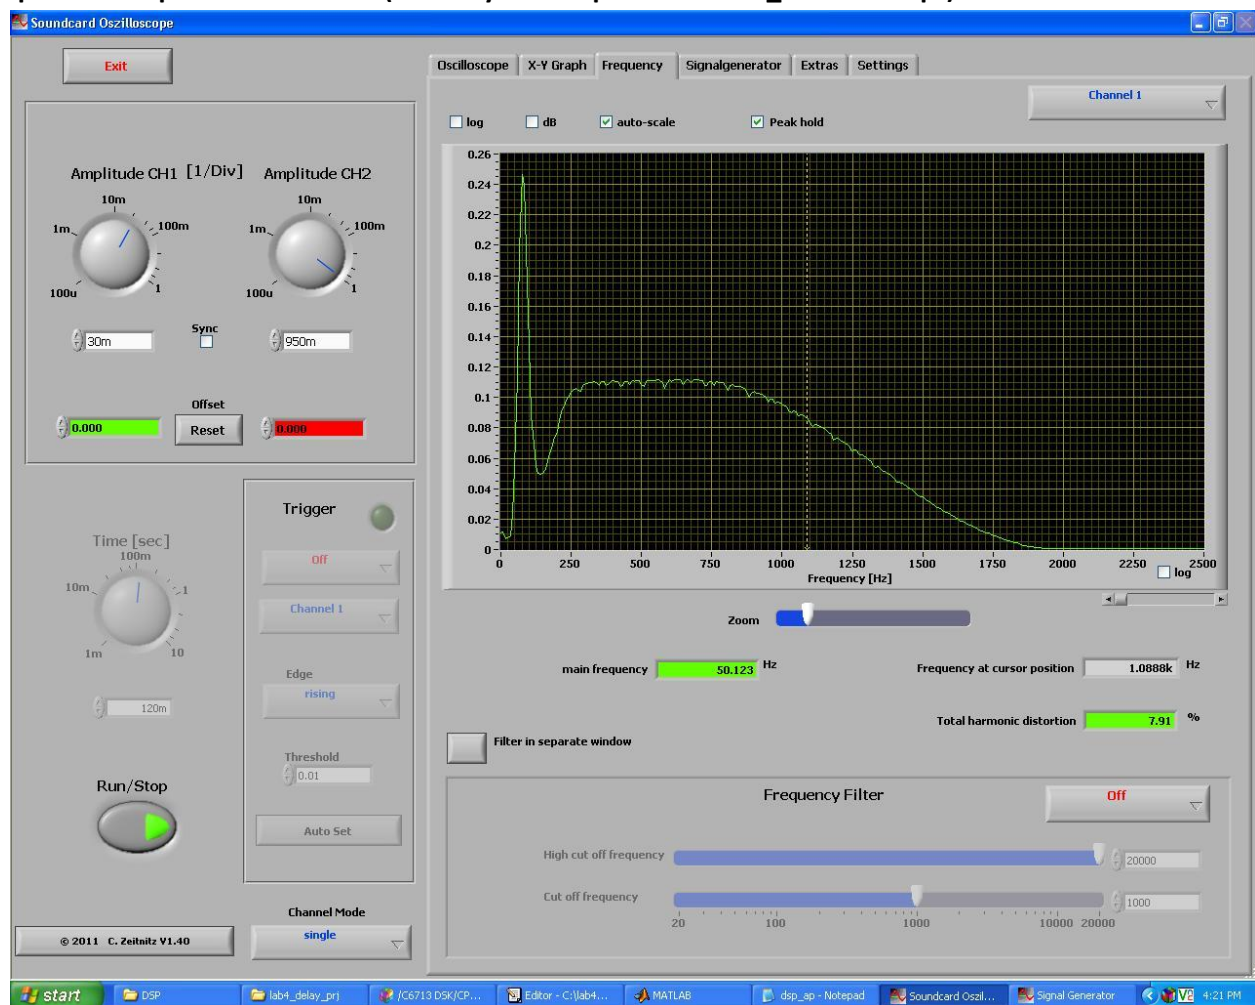 Soundcard Oszilloscope
Exit
Oscilloscope X-Y Graph Frequency Signalgenerator Extras Settings
Channel 1
log dB auto-scale Peak hold
Amplitude CH1 [1/Div] Amplitude CH2
10m 10m
1m 100m 1m 100m
100u 1 100u 1
Sync
30m 950m
Offset
0.000 Reset 0.000
0.26
0.24
0.22
0.2
0.18
0.16
0.14
0.12
0.1
0.08
0.06
0.04
0.02
0
0 250 500 750 1000 1250 1500 1750 2000 2250 2500
Frequency [Hz]
log
Zoom
main frequency 50.123 Hz
Frequency at cursor position 1.0888k Hz
Total harmonic distortion 7.91 %
Filter in separate window
Time [sec]
100m
10m 1
1m 10
120m
Run/Stop
Trigger
Off
Channel 1
Edge
rising
Threshold
0.01
Auto Set
Frequency Filter
Off
High cut off frequency 20000
Cut off frequency 1000
20 100 1000 10000 20000
Channel Mode
single
© 2011 C. Zeitnitz V1.40
start DSP lab4_delay_prj /C6713 DSK/CP... Editor - C:\lab4... MATLAB dsp_ap - Notepad Soundcard Oszil... Signal Generator 4:21 PM